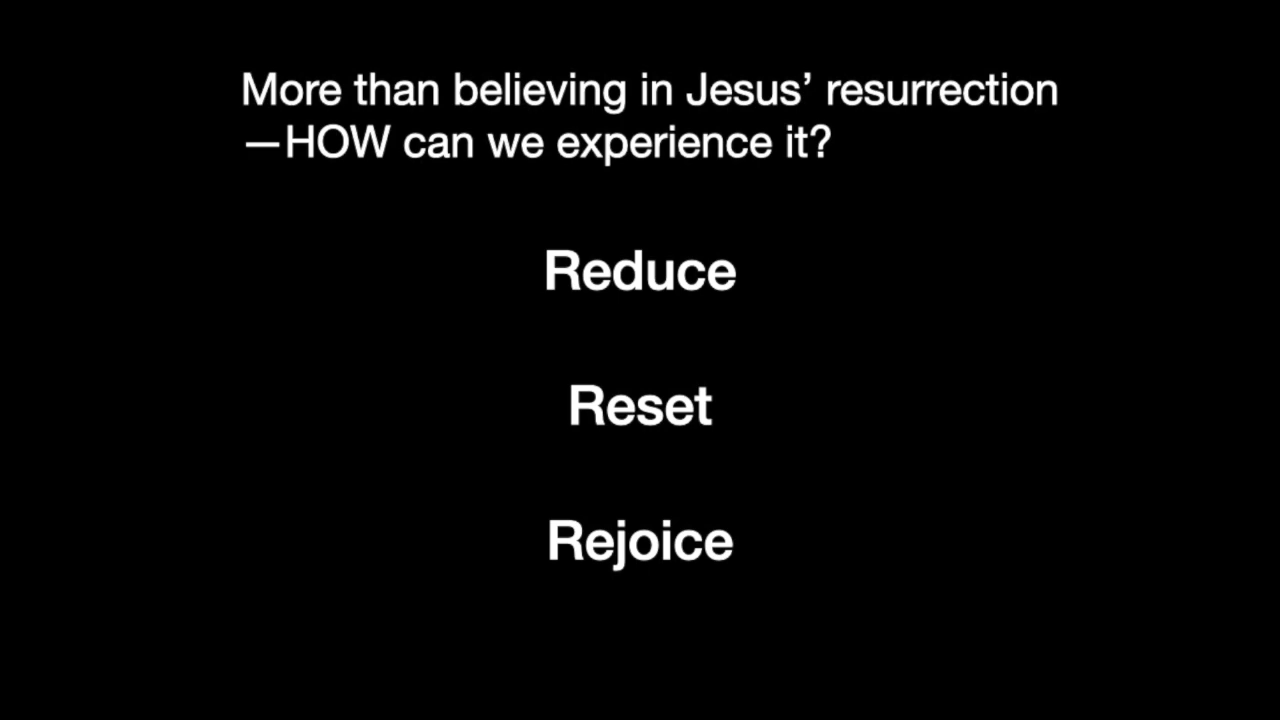 More than believing in Jesus’ resurrection
—HOW can we experience it?
Reduce
Reset
Rejoice